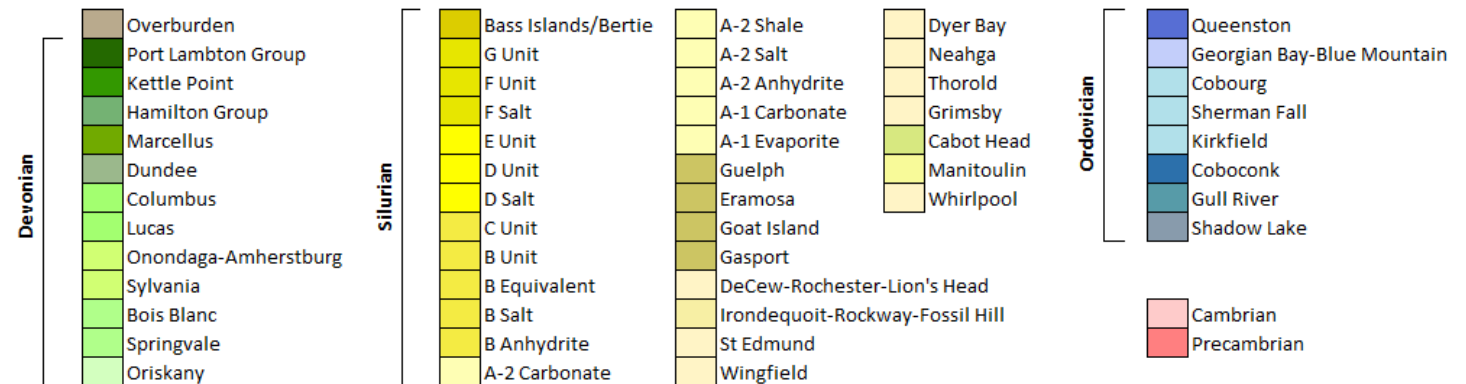 Devonian
Overburden
Port Lambton Group
Kettle Point
Hamilton Group
Marcellus
Dundee
Columbus
Lucas
Onondaga-Amherstburg
Sylvania
Bois Blanc
Springvale
Oriskany
Silurian
Bass Islands/Bertie
G Unit
F Unit
F Salt
E Unit
D Unit
D Salt
C Unit
B Unit
B Equivalent
B Salt
B Anhydrite
A-2 Carbonate
A-2 Shale
A-2 Salt
A-2 Anhydrite
A-1 Carbonate
A-1 Evaporite
Guelph
Eramosa
Goat Island
Gasport
DeCew-Rochester-Lion's Head
Irondequoit-Rockway-Fossil Hill
St Edmund
Wingfield
Dyer Bay
Neahga
Thorold
Grimsby
Cabot Head
Manitoulin
Whirlpool
Ordovician
Queenston
Georgian Bay-Blue Mountain
Cobourg
Sherman Fall
Kirkfield
Coboconk
Gull River
Shadow Lake
Cambrian
Precambrian